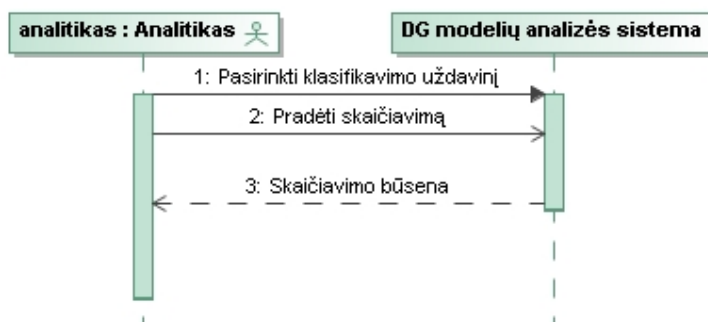 analitikas : Analitikas
DG modelių analizės sistema
1: Pasirinkti klasifikavimo uždavinį
2: Pradėti skaičiavimą
3: Skaičiavimo būsena